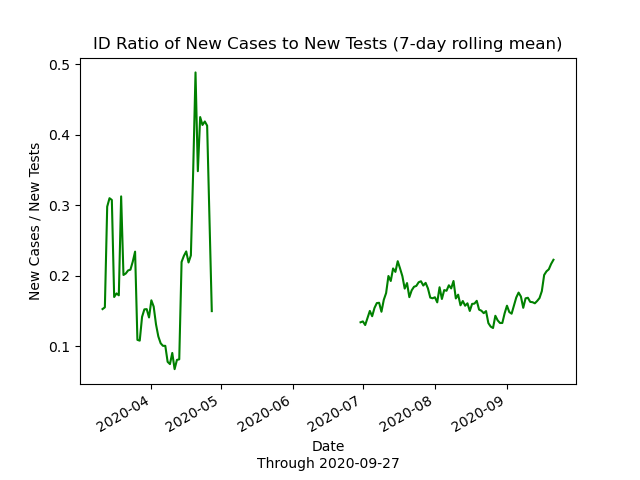 ID Ratio of New Cases to New Tests (7-day rolling mean)
0.5
0.4
0.3
0.2
0.1
New Cases / New Tests
2020-04
2020-05
2020-06
2020-07
2020-08
2020-09
Date
Through 2020-09-27